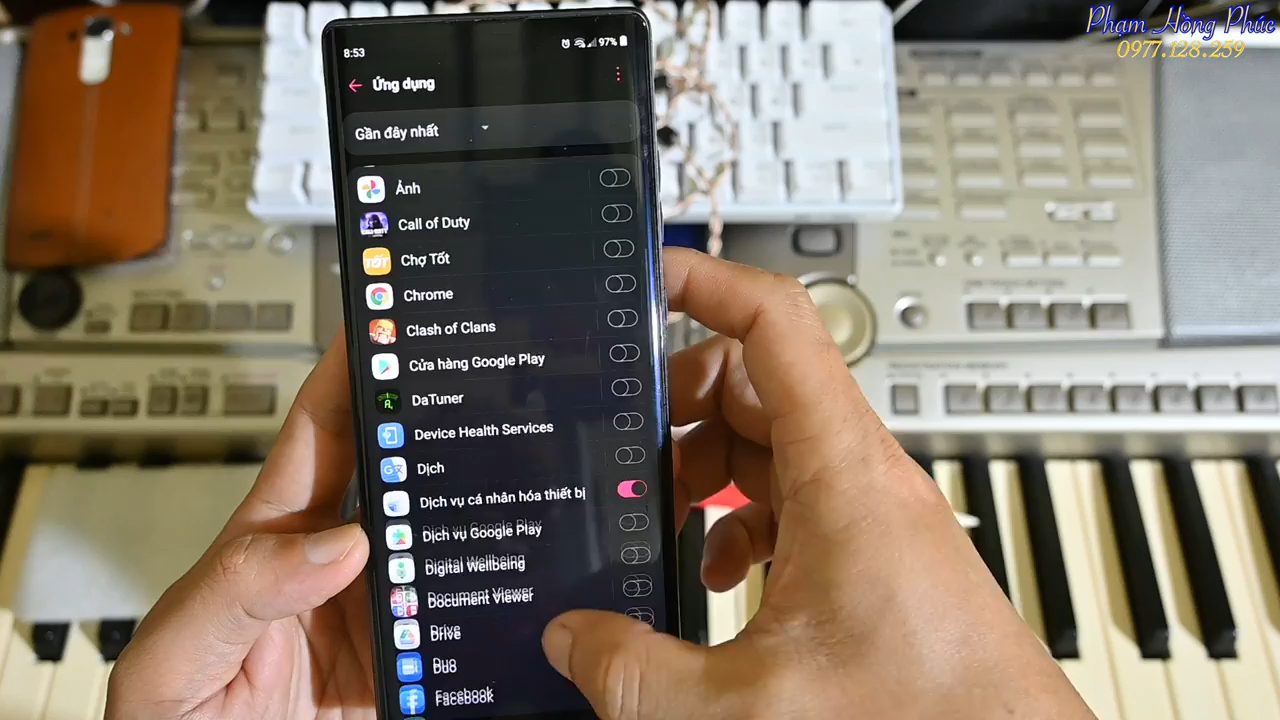 Phạm Hồng Phúc
0977.128.259
8:53
97%
Ứng dụng
Gần đây nhất
Ảnh
Call of Duty
Chợ Tốt
Chrome
Clash of Clans
Cửa hàng Google Play
DaTuner
Device Health Services
Dịch
Dịch vụ cá nhân hóa thiết bị
Dịch vụ Google Play
Digital Wellbeing
Document Viewer
Drive
Duo
Facebook